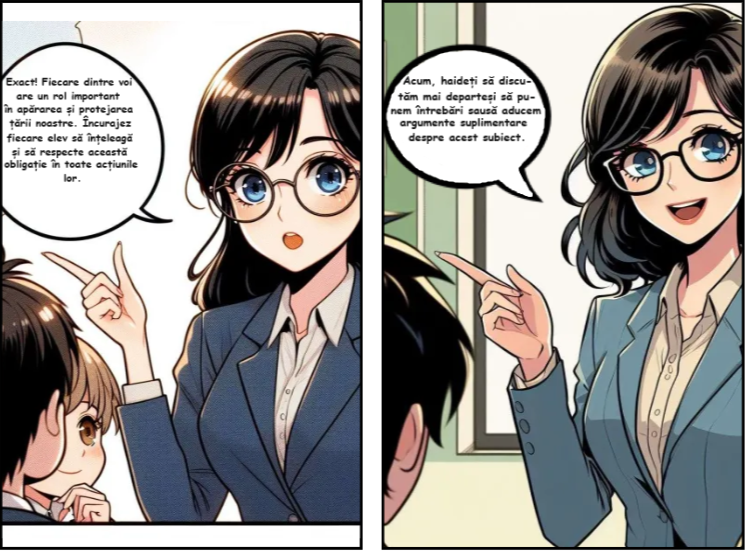 Exact! Fiecare dintre voi
are un rol important
în apărarea și protejarea
țării noastre. Încurajez
fiecare elev să înțeleagă
și să respecte această
obligație în toate acțiunile
lor.
Acum, haideți să discu-
tăm mai departeși să pu-
nem întrebări sausă aducem
argumente suplimentare
despre acest subiect.